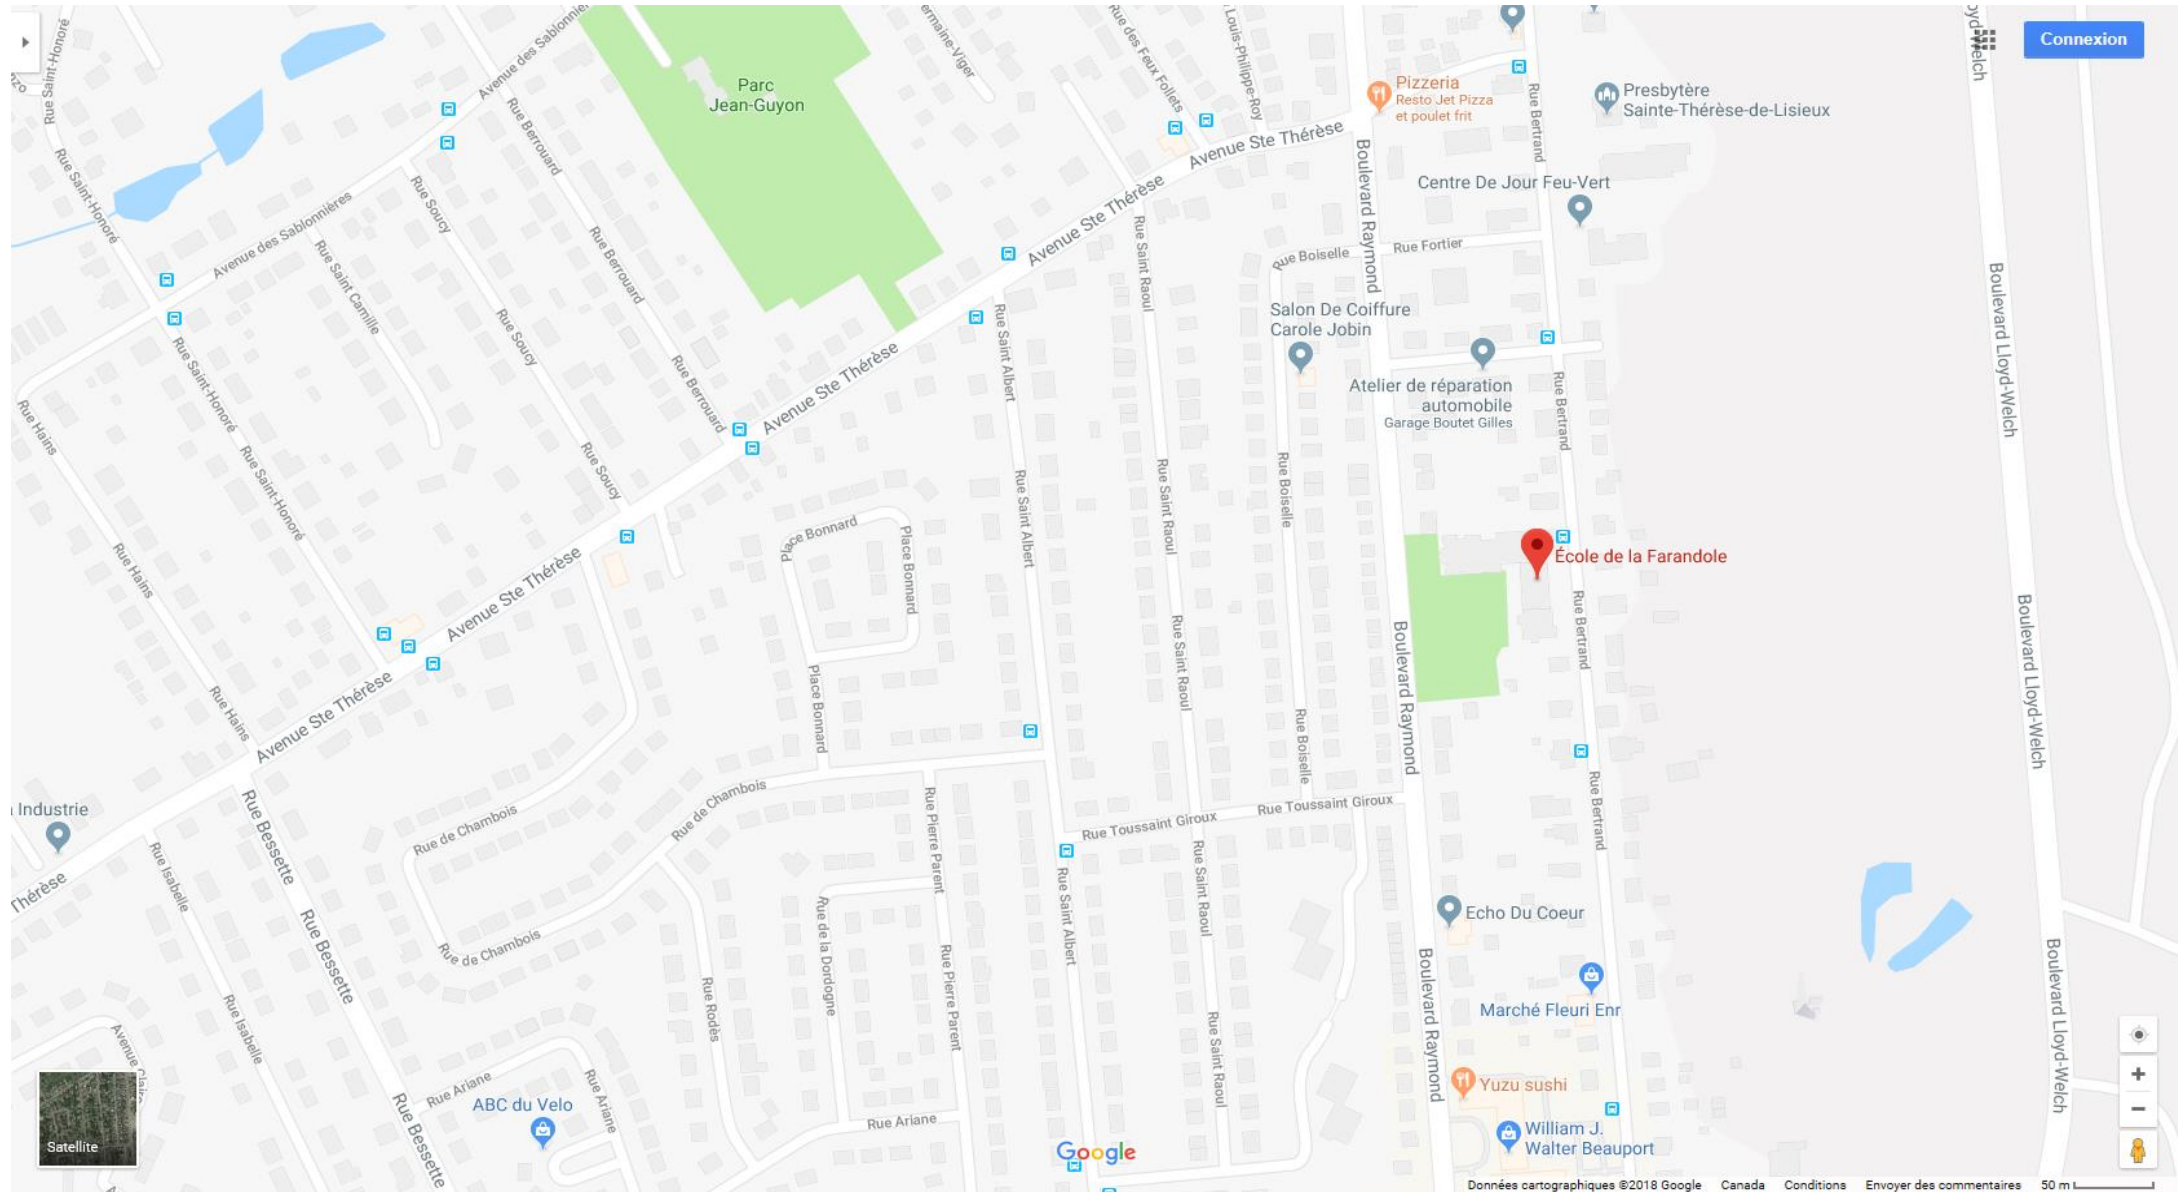 Rue Saint-Honoré
Avenue des Sablonnières
Parc
Jean-Guyon
Rue des Feux Follets
Louis-Philippe-Roy
Connexion
Pizzeria
Resto Jet Pizza
et poulet frit
Presbytère
Sainte-Thérèse-de-Lisieux
Rue Berrouard
Rue Bertrand
Avenue Ste Thérèse
Rue Saint-Honoré
Rue Soucy
Avenue Ste Thérèse
Boulevard Raymond
Centre De Jour Feu-Vert
Avenue des Sablonnières
Rue Saint Camille
Rue Berrouard
Avenue Ste Thérèse
Rue Saint Raoul
Rue Boiselle
Rue Fortier
Boulevard Lloyd-Welch
Salon De Coiffure
Carole Jobin
Rue Saint-Honoré
Rue Soucy
Rue Berrouard
Avenue Ste Thérèse
Rue Saint Albert
Atelier de réparation
automobile
Garage Boutet Gilles
Rue Bertrand
Rue Hains
Rue Saint-Honoré
Rue Soucy
Rue Saint Albert
Rue Saint Raoul
Rue Boiselle
Place Bonnard
Place Bonnard
École de la Farandole
Rue Hains
Avenue Ste Thérèse
Rue Saint Raoul
Boulevard Raymond
Rue Bertrand
Boulevard Lloyd-Welch
Rue Hains
Avenue Ste Thérèse
Place Bonnard
Rue Boiselle
Industrie
Rue Bessette
Rue de Chambois
Rue de Chambois
Rue Pierre Parent
Rue Toussaint Giroux
Rue Toussaint Giroux
Rue Bertrand
Thérèse
Rue Isabelle
Rue Bessette
Rue de Chambois
Rue de la Dordogne
Rue Saint Albert
Rue Saint Raoul
Echo Du Coeur
Rue Isabelle
Rue Rodès
Rue Pierre Parent
Boulevard Raymond
Marché Fleuri Enr
Boulevard Lloyd-Welch
Rue Ariane
Rue Ariane
Rue Saint Raoul
Yuzu sushi
ABC du Velo
Rue Bessette
Rue Ariane
William J.
Walter Beauport
Satellite
Google
Données cartographiques ©2018 Google Canada Conditions Envoyer des commentaires 50 m